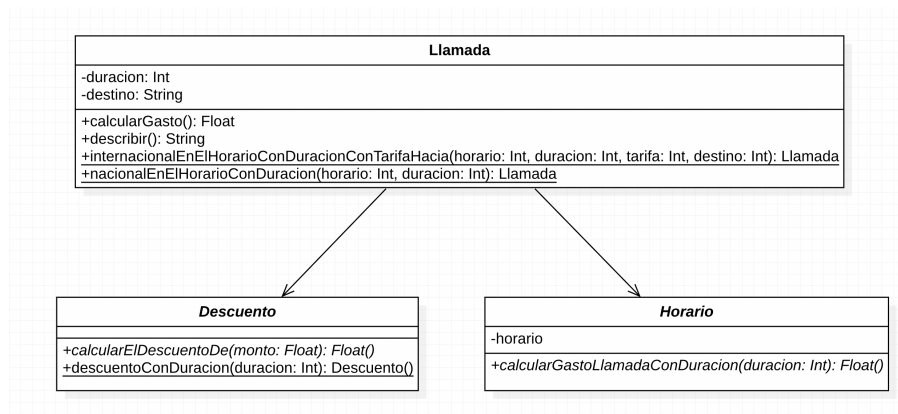 Llamada
-duracion: Int
-destino: String
+calcularGasto(): Float
+describir(): String
+internacionalEnElHorarioConDuracionConTarifaHacia(horario: Int, duracion: Int, tarifa: Int, destino: Int): Llamada
+nacionalEnElHorarioConDuracion(horario: Int, duracion: Int): Llamada
Descuento
+calcularElDescuentoDe(monto: Float): Float()
+descuentoConDuracion(duracion: Int): Descuento()
Horario
-horario
+calcularGastoLlamadaConDuracion(duracion: Int): Float()